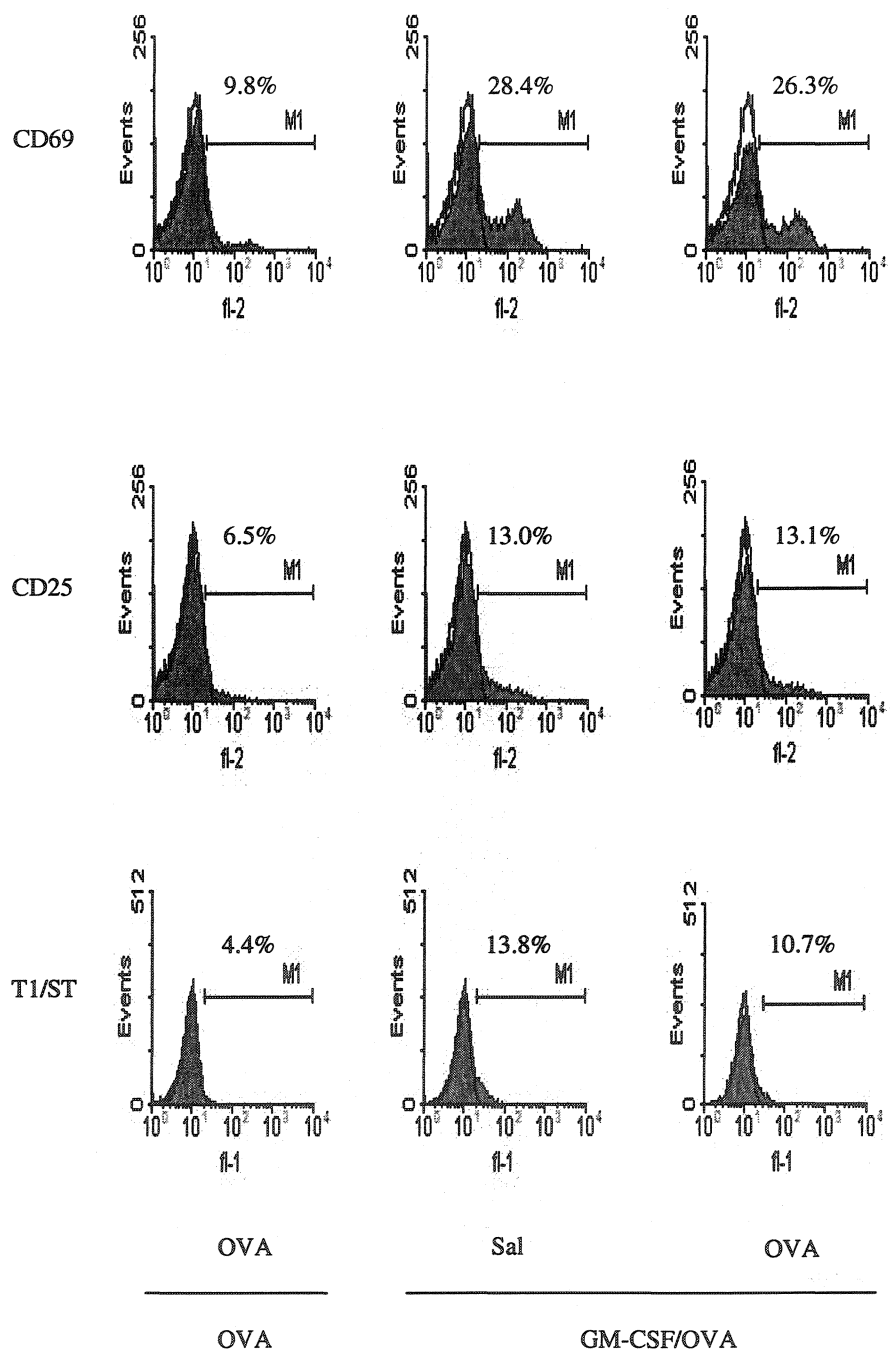 256 256 256
9.8% 28.4% 26.3%
M1 M1 M1
CD69
Events Events Events
0 0 0
10^0 10^1 10^2 10^3 10^4 10^0 10^1 10^2 10^3 10^4 10^0 10^1 10^2 10^3 10^4
fl-2 fl-2 fl-2
256 256 256
6.5% 13.0% 13.1%
M1 M1 M1
CD25
Events Events Events
0 0 0
10^0 10^1 10^2 10^3 10^4 10^0 10^1 10^2 10^3 10^4 10^0 10^1 10^2 10^3 10^4
fl-2 fl-2 fl-2
512 512 512
4.4% 13.8% 10.7%
M1 M1 M1
T1/ST
Events Events Events
0 0 0
10^0 10^1 10^2 10^3 10^4 10^0 10^1 10^2 10^3 10^4 10^0 10^1 10^2 10^3 10^4
fl-1 fl-1 fl-1
OVA Sal OVA
OVA GM-CSF/OVA